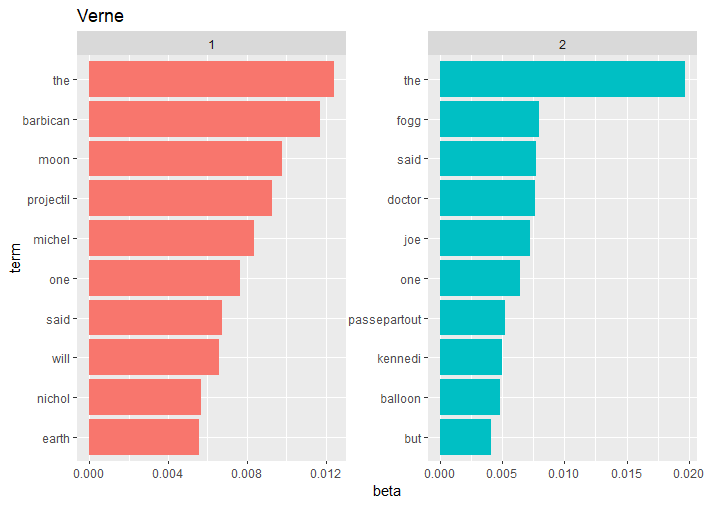 Verne
1
2
term
the
barbican
moon
projectil
michel
one
said
will
nichol
earth
0.000 0.004 0.008 0.012
the
fogg
said
doctor
joe
one
passepartout
kennedi
balloon
but
0.000 0.005 0.010 0.015 0.020
beta